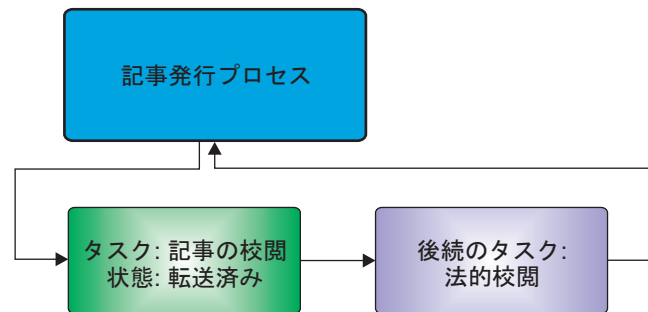 記事発行プロセス
タスク: 記事の校閲
状態: 転送済み
後続のタスク:
法的校閲